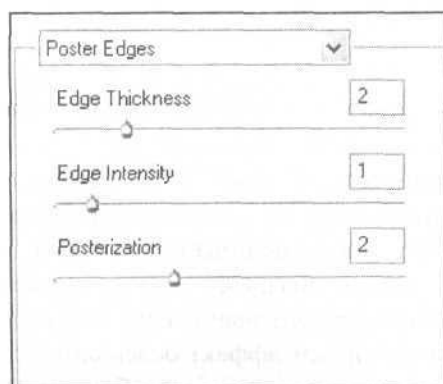 Poster Edges
Edge Thickness 2
Edge Intensity 1
Posterization 2